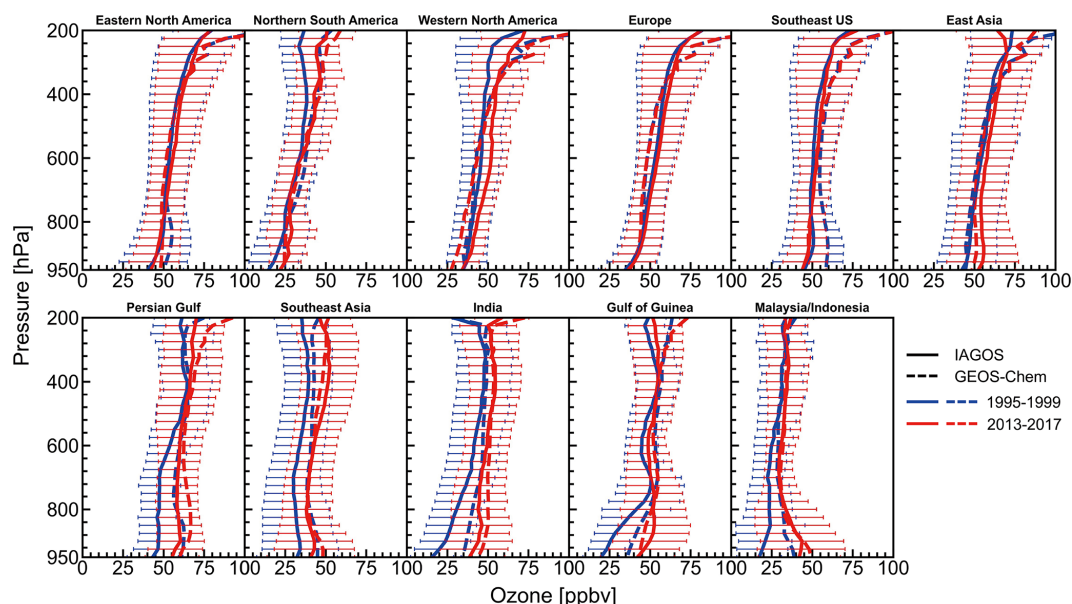 Eastern North America Northern South America Western North America Europe Southeast US East Asia
200
400
600
800
950
Pressure [hPa]
Persian Gulf Southeast Asia India Gulf of Guinea Malaysia/Indonesia
200
400
600
800
950
0 25 50 75 100 25 50 75 100 25 50 75 100 25 50 75 100 25 50 75 100
Ozone [ppbv]
0 25 50 75 100 25 50 75 100 25 50 75 100 25 50 75 100 25 50 75 100 25 50 75 100
Pressure [hPa]
IAGOS
GEOS-Chem
1995-1999
2013-2017